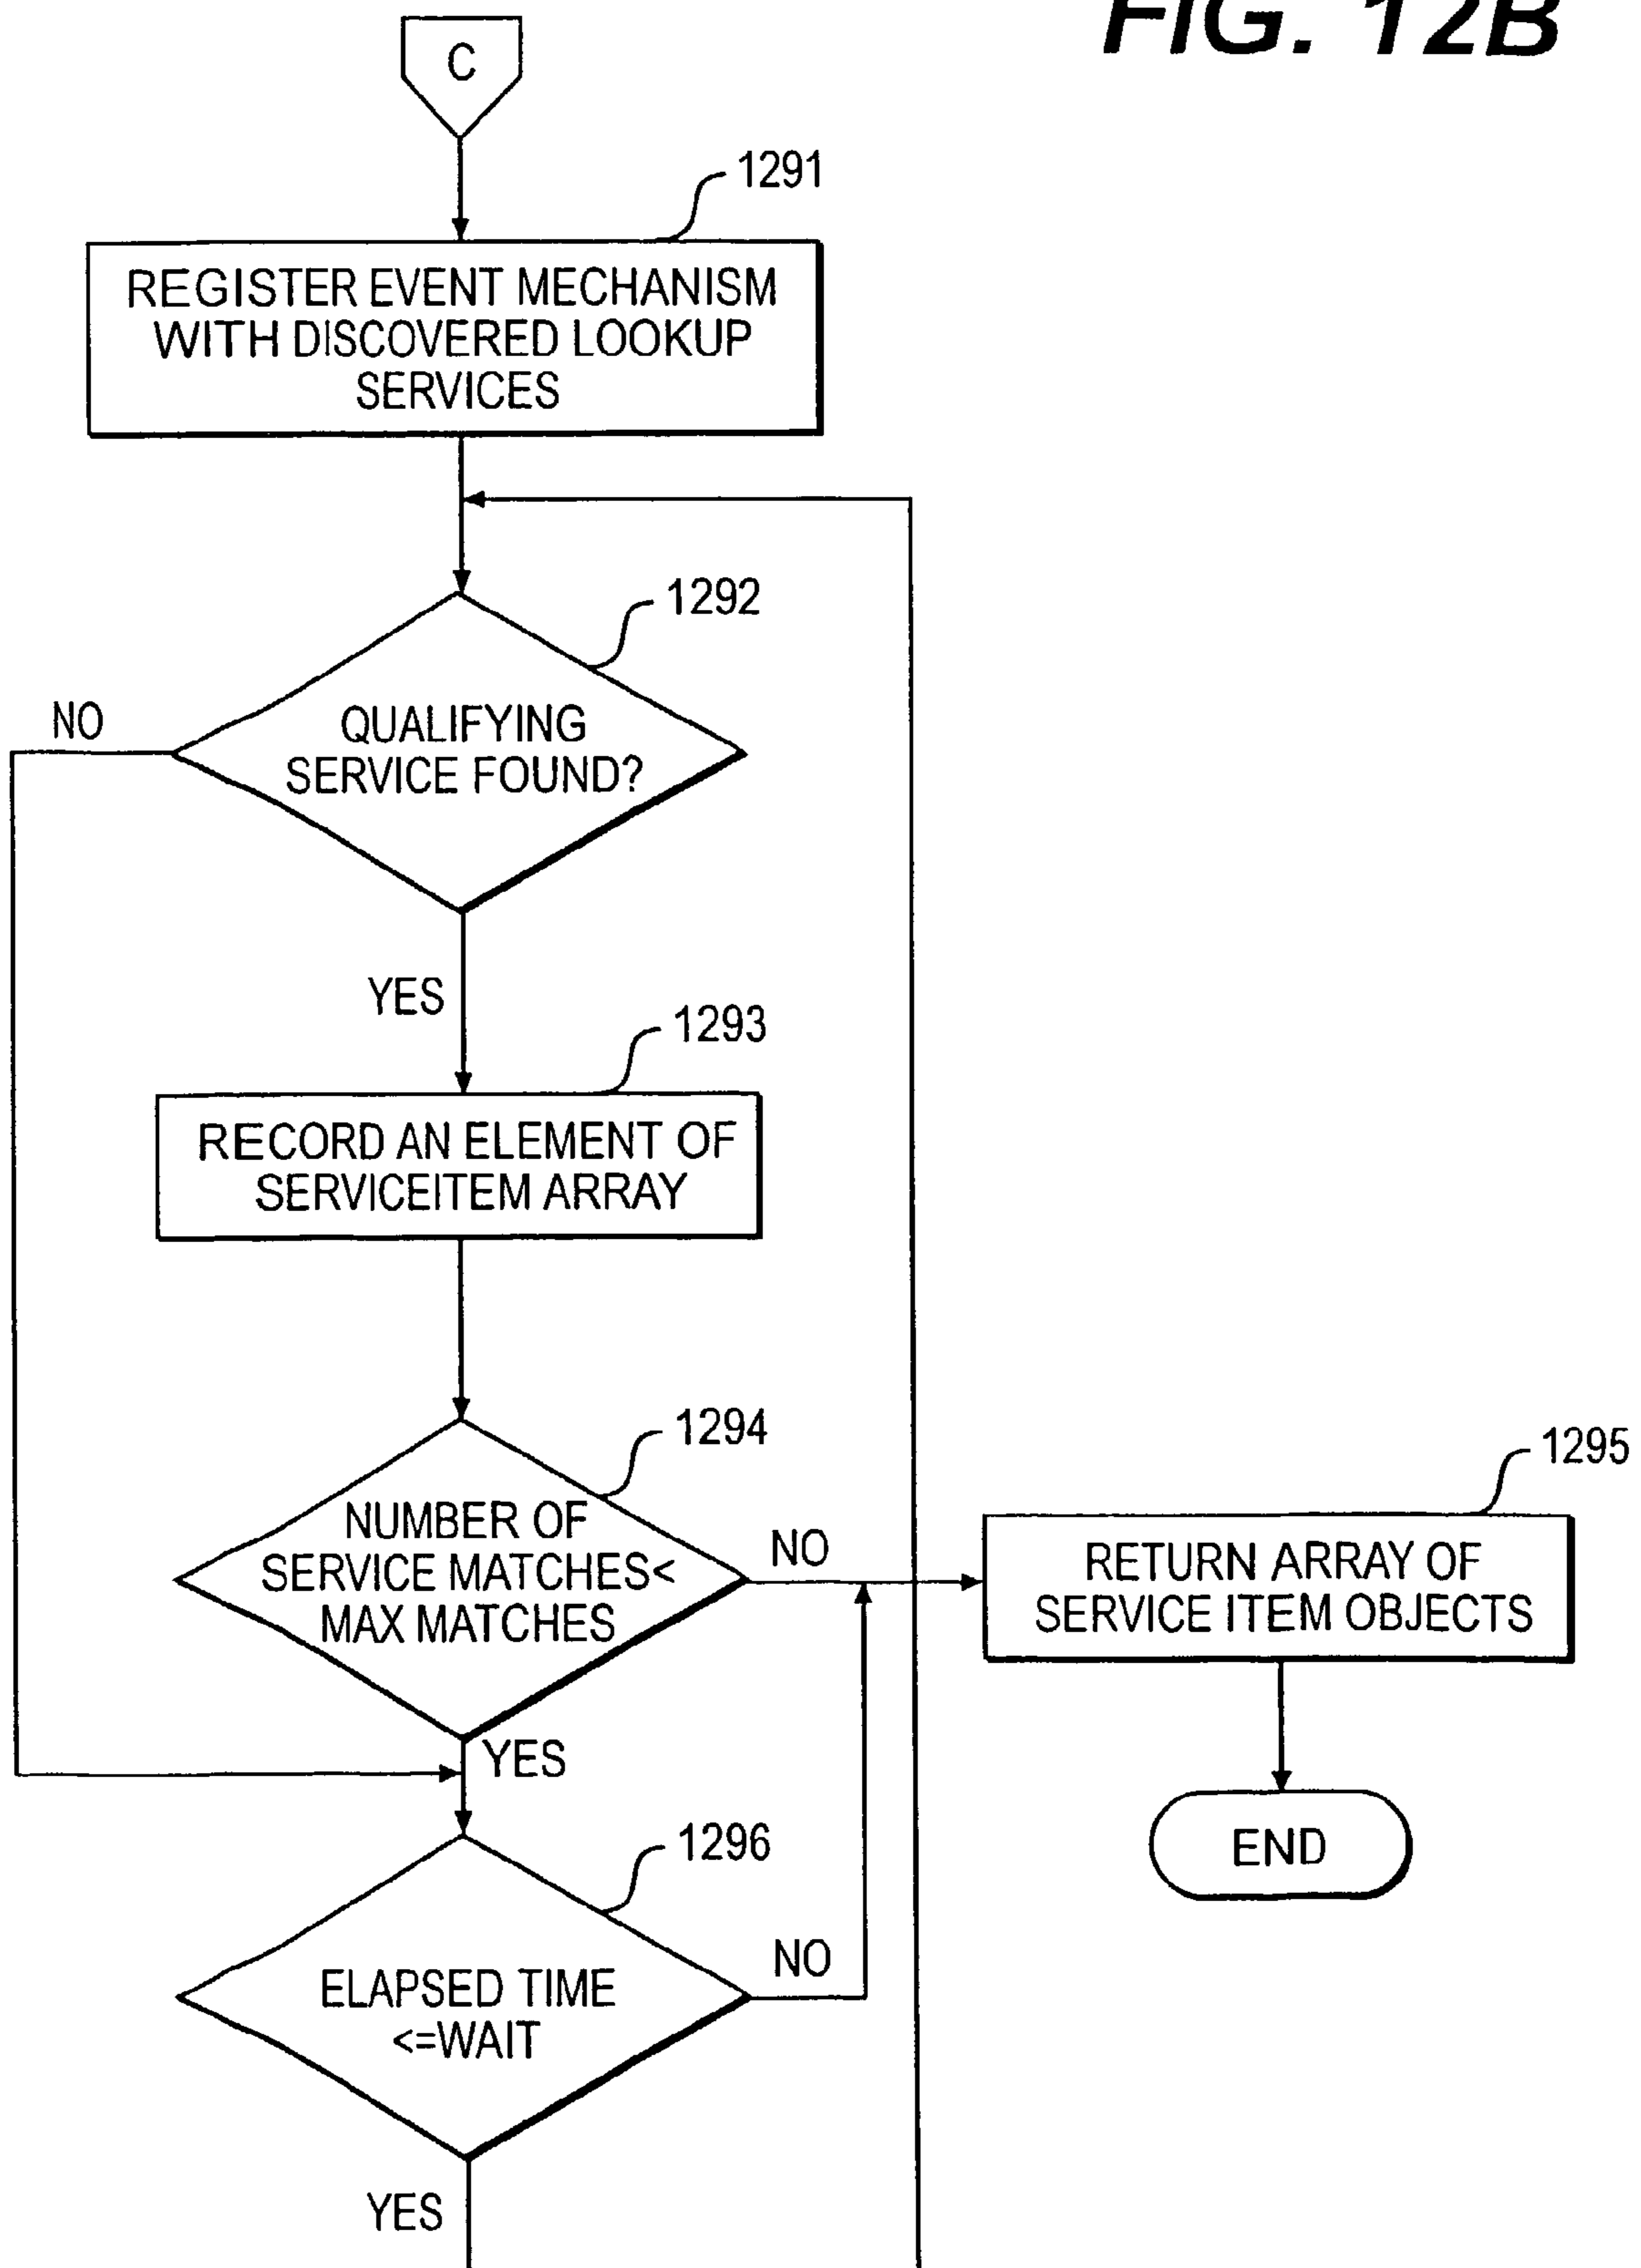 FIG. 12B
C
1291
REGISTER EVENT MECHANISM
WITH DISCOVERED LOOKUP
SERVICES
1292
NO
QUALIFYING
SERVICE FOUND?
YES
1293
RECORD AN ELEMENT OF
SERVICEITEM ARRAY
1294
NUMBER OF
SERVICE MATCHES<
MAX MATCHES
NO
1295
RETURN ARRAY OF
SERVICE ITEM OBJECTS
YES
END
1296
ELAPSED TIME
<=WAIT
NO
YES